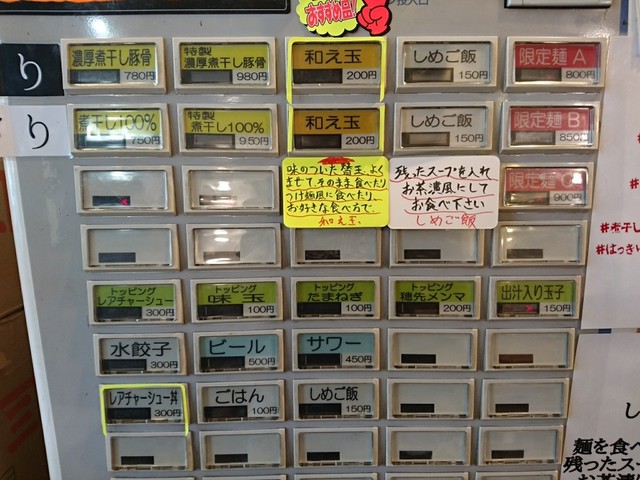 おすすめ品!
り
り
濃厚煮干し豚骨 780円
特製
濃厚煮干し豚骨 980円
和え玉 200円
しめご飯 150円
限定麺A 800円
煮干し100% 750円
特製
煮干し100% 950円
和え玉 200円
しめご飯 150円
限定麺B 850円
味のついた替玉、よく
まぜて、そのまま食べたり
つけ麺風に食べたり、
お好きな食べ方で
和え玉
残ったスープを入れ
お茶漬風にして
お食べ下さい
しめご飯
限定麺C 900円
トッピング
レアチャーシュー 300円
トッピング
味玉 100円
トッピング
たまねぎ 100円
トッピング
穂先メンマ 200円
出汁入り玉子 150円
水餃子 300円
ビール 500円
サワー 450円
レアチャーシュー丼 300円
ごはん 100円
しめご飯 150円
#煮干し
#はっきい
し
麺を食べ
残ったスー
お茶漬